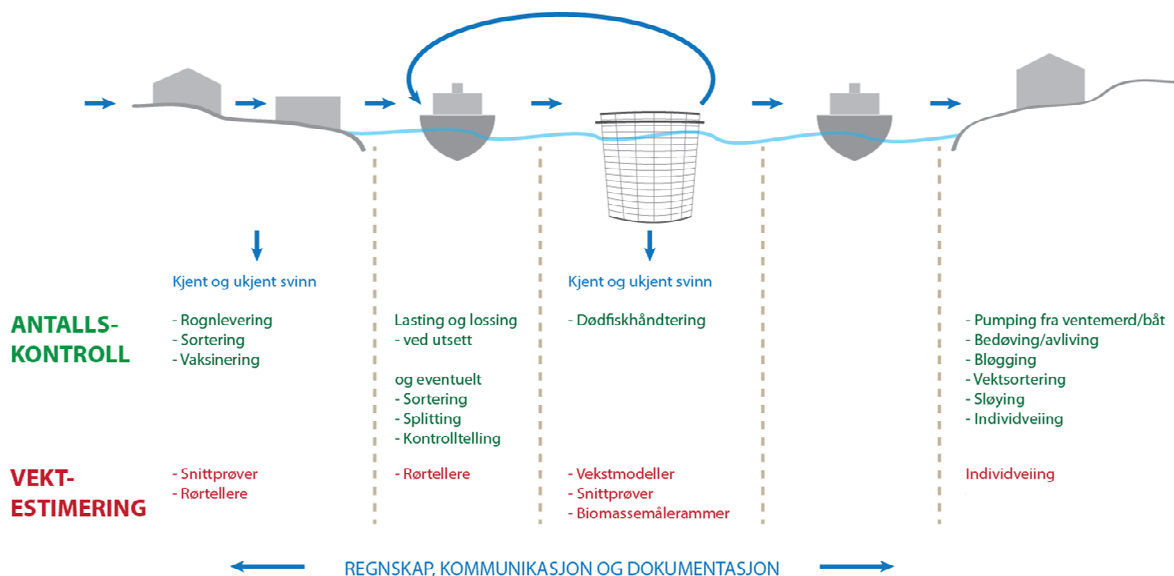 Kjent og ukjent svinn
Kjent og ukjent svinn
ANTALLS-
KONTROLL
- Rognlevering
- Sortering
- Vaksinering
Lasting og lossing
- ved utsett
og eventuelt
- Sortering
- Splitting
- Kontrolltelling
- Dødfiskhåndtering
- Pumping fra ventemerd/båt
- Bedøving/avliving
- Bløgging
- Vektsortering
- Sløying
- Individveiing
VEKT-
ESTIMERING
- Snittprøver
- Rørtellere
- Rørtellere
- Vekstmodeller
- Snittprøver
- Biomassemålerammer
Individveiing
REGNSKAP, KOMMUNIKASJON OG DOKUMENTASJON